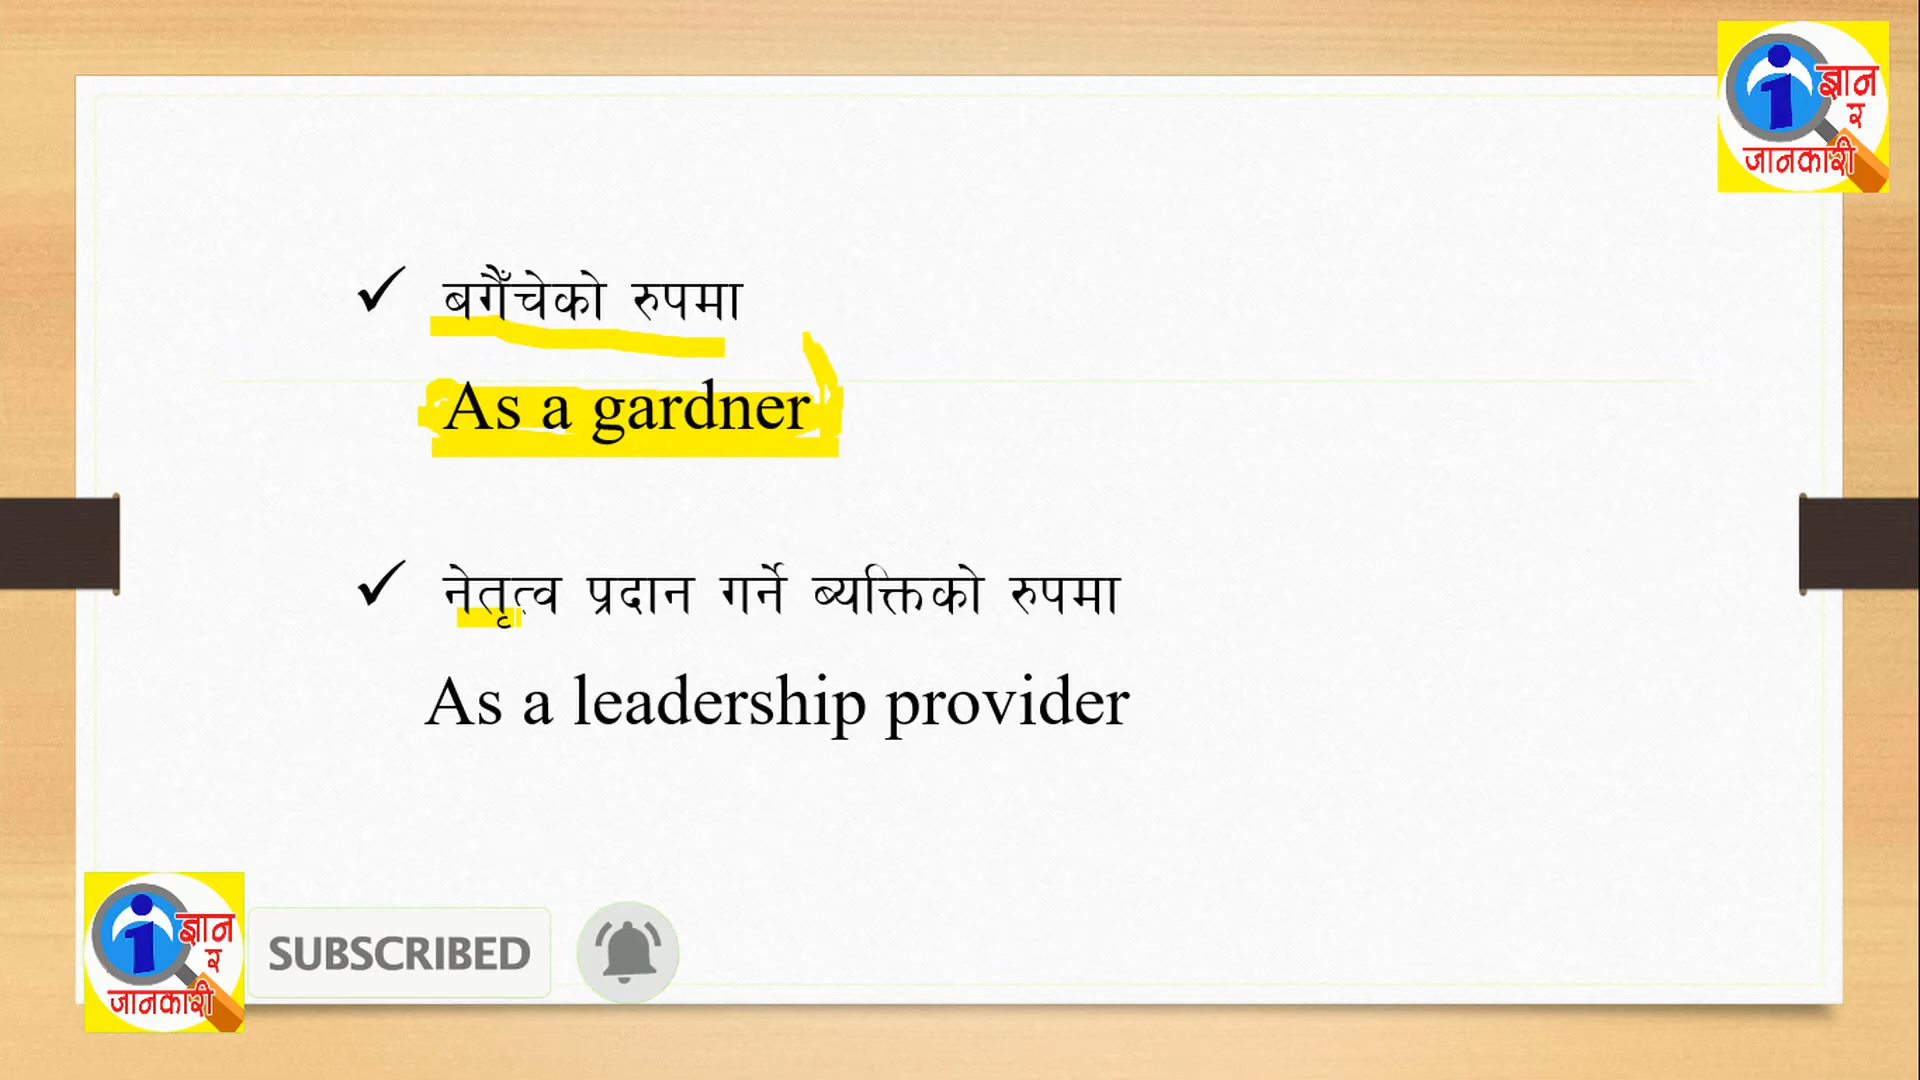 ज्ञान
र
जानकारी
बगैँचेको रुपमा
As a gardner
नेतृत्व प्रदान गर्ने ब्यक्तिको रुपमा
As a leadership provider
ज्ञान
र
जानकारी
SUBSCRIBED